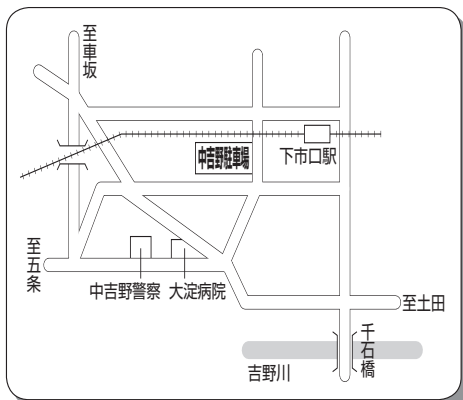 至車坂
中吉野駐車場
下市口駅
至五条
中吉野警察
大淀病院
至土田
千石橋
吉野川